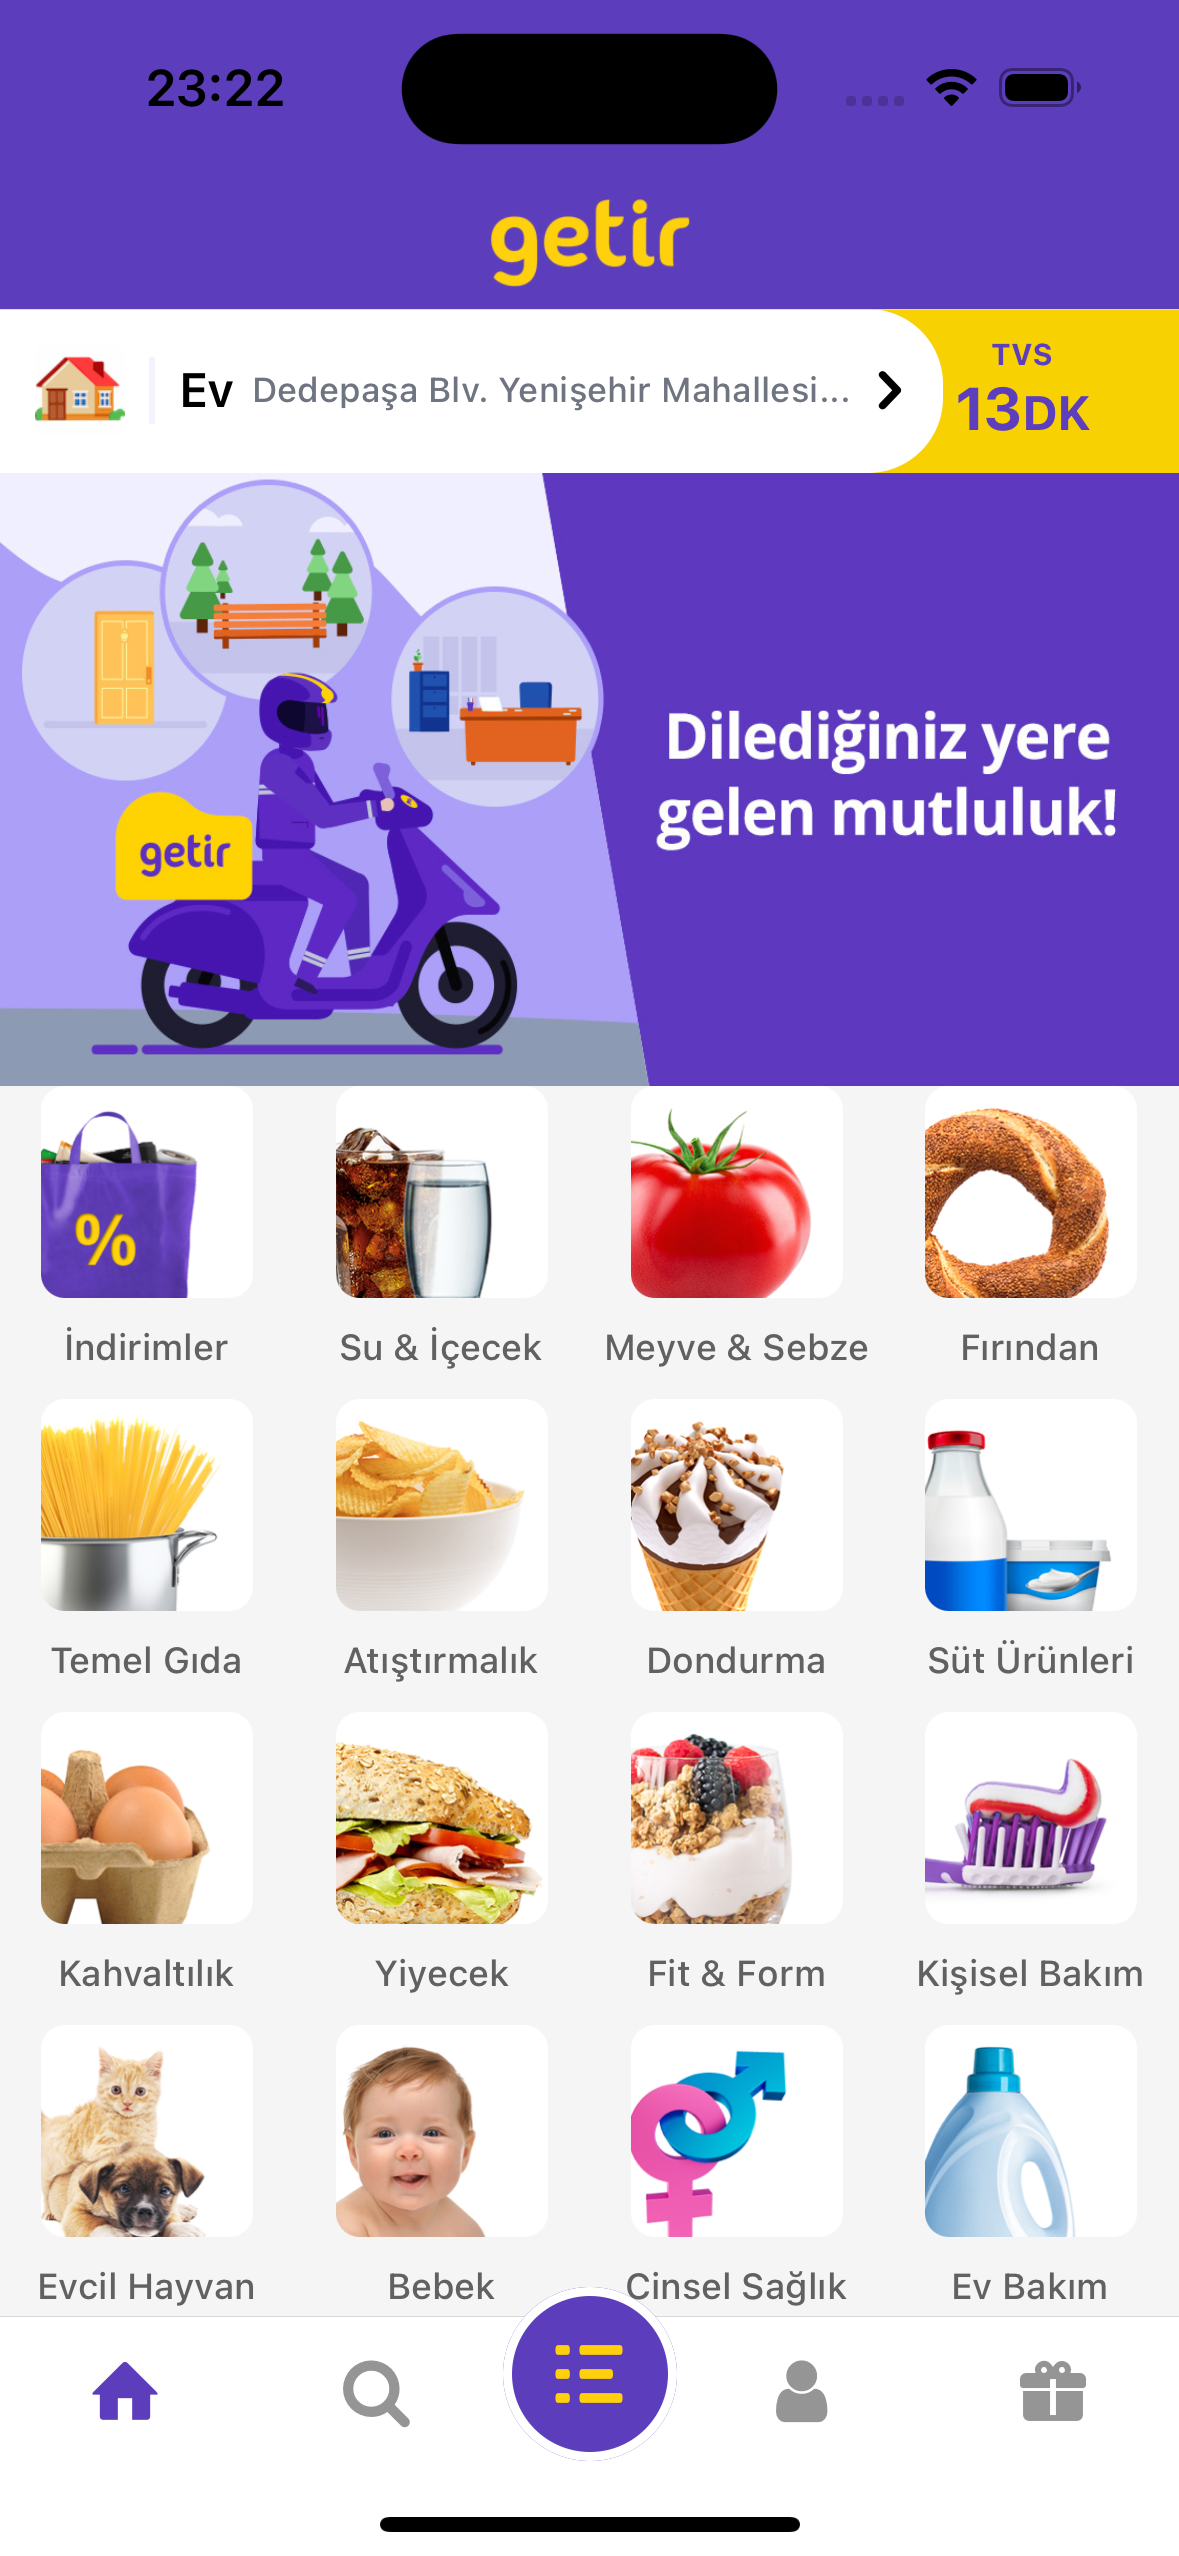 23:22
getir
Ev Dedepaşa Blv. Yenişehir Mahallesi...
TVS
13DK
Dilediğiniz yere
gelen mutluluk!
getir
%
İndirimler
Su & İçecek
Meyve & Sebze
Fırından
Temel Gıda
Atıştırmalık
Dondurma
Süt Ürünleri
Kahvaltılık
Yiyecek
Fit & Form
Kişisel Bakım
Evcil Hayvan
Bebek
Cinsel Sağlık
Ev Bakım